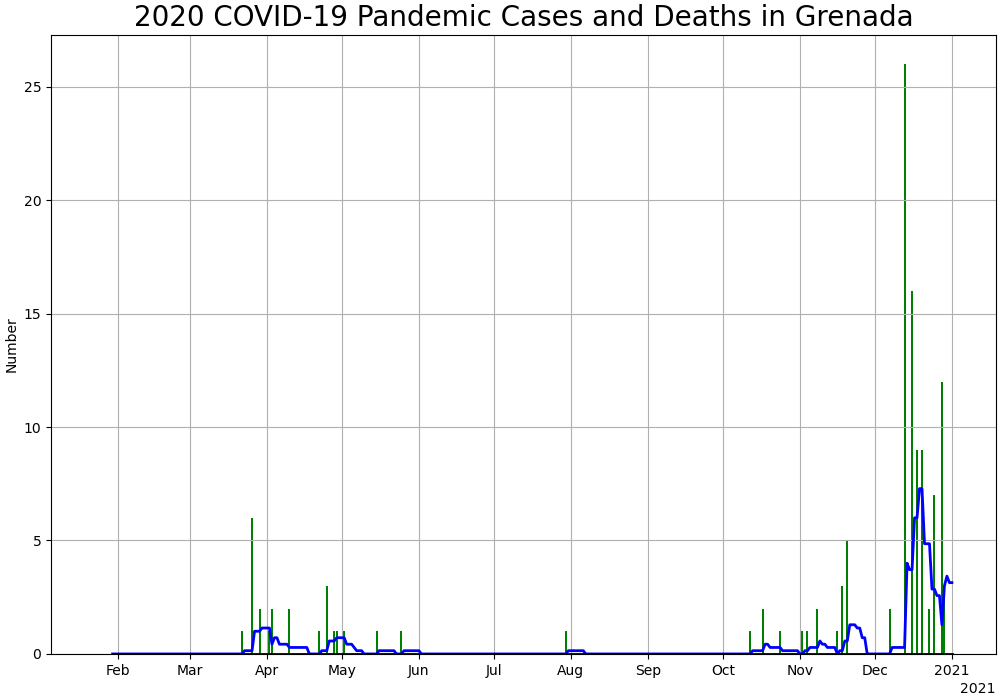 2020 COVID-19 Pandemic Cases and Deaths in Grenada
25
20
15
10
5
0
Number
Feb Mar Apr May Jun Jul Aug Sep Oct Nov Dec 2021
2021